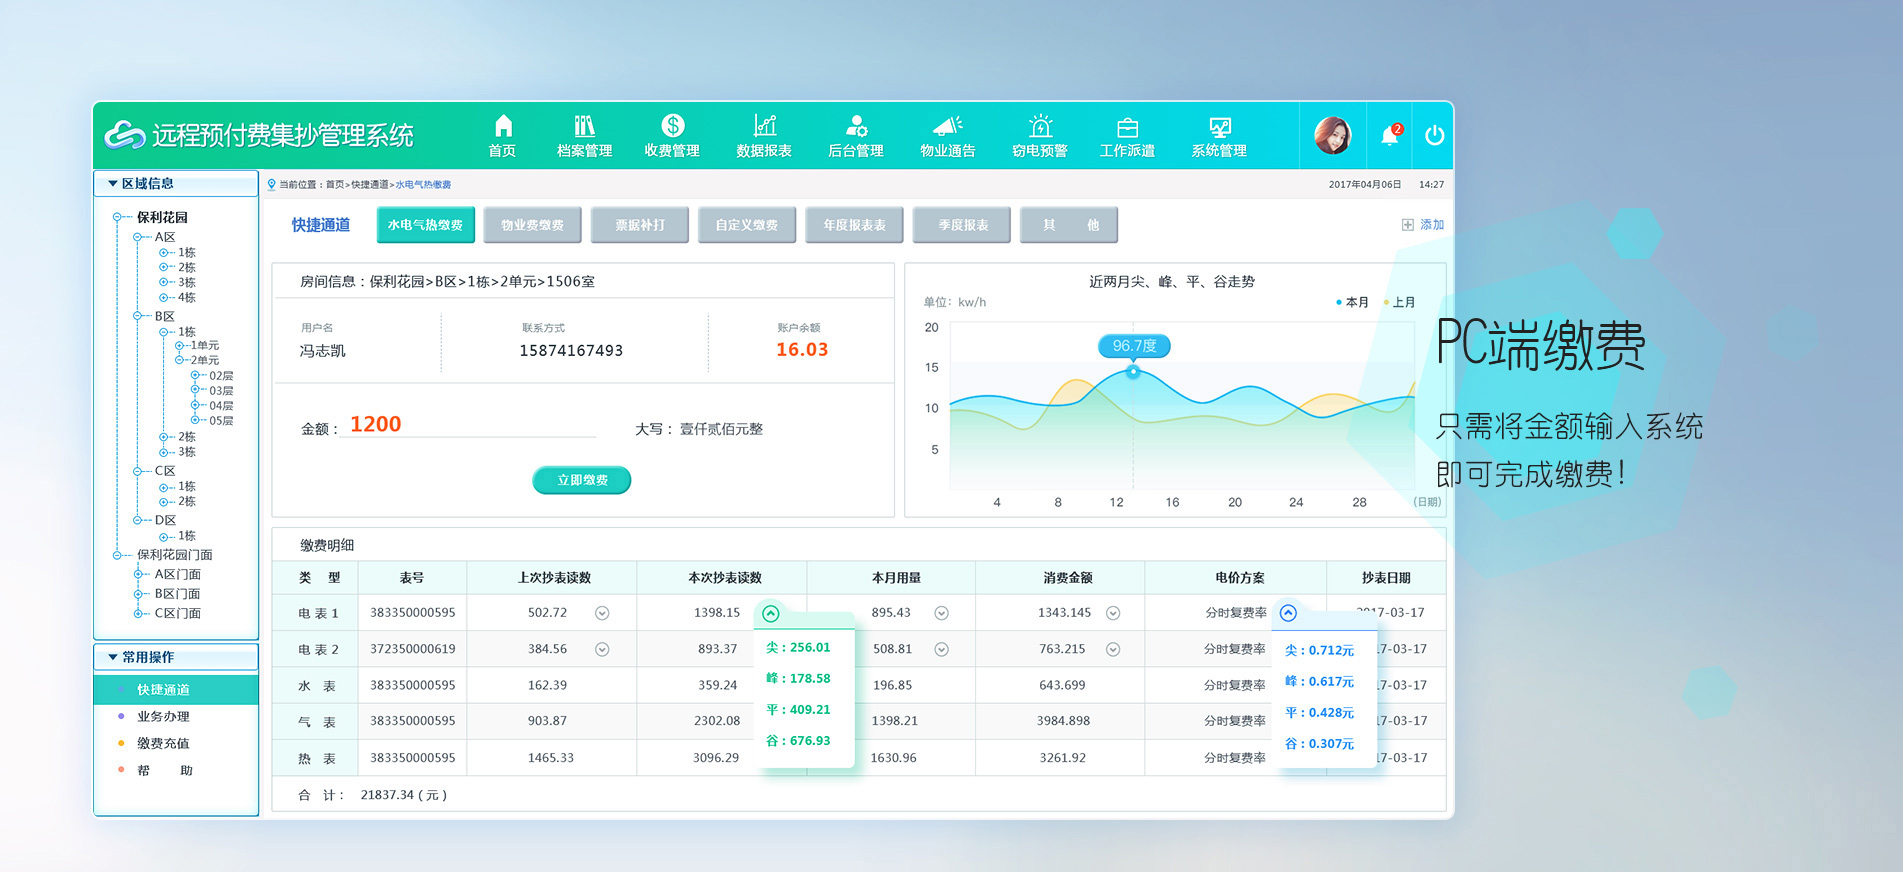 远程预付费集抄管理系统
首页 档案管理 收费管理 数据报表 后台管理 物业通告 窃电预警 工作派遣 系统管理
2
区域信息
保利花园
A区
1栋
2栋
3栋
4栋
B区
1栋
1单元
2单元
02层
03层
04层
05层
2栋
3栋
C区
1栋
2栋
D区
1栋
保利花园门面
A区门面
B区门面
C区门面
常用操作
快捷通道
业务办理
缴费充值
帮 助
当前位置：首页>快捷通道>水电气热缴费
2017年04月06日 14:27
快捷通道 水电气热缴费 物业费缴费 票据补打 自定义缴费 年度报表表 季度报表 其 他
添加
房间信息：保利花园>B区>1栋>2单元>1506室
用户名 联系方式 账户余额
冯志凯 15874167493 16.03
金额： 1200 大写： 壹仟贰佰元整
立即缴费
近两月尖、峰、平、谷走势
单位：kw/h
本月 上月
20
15
10
5
96.7度
4 8 12 16 20 24 28 (日期)
缴费明细
类 型 表号 上次抄表读数 本次抄表读数 本月用量 消费金额 电价方案 抄表日期
电 表 1 383350000595 502.72 1398.15 895.43 1343.145 分时复费率 2017-03-17
电 表 2 372350000619 384.56 893.37 508.81 763.215 分时复费率 17-03-17
水 表 383350000595 162.39 359.24 196.85 643.699 分时复费率 17-03-17
气 表 383350000595 903.87 2302.08 1398.21 3984.898 分时复费率 17-03-17
热 表 383350000595 1465.33 3096.29 1630.96 3261.92 分时复费率 17-03-17
合 计： 21837.34 ( 元 )
尖：256.01
峰：178.58
平：409.21
谷：676.93
尖：0.712元
峰：0.617元
平：0.428元
谷：0.307元
PC端缴费
只需将金额输入系统
即可完成缴费！